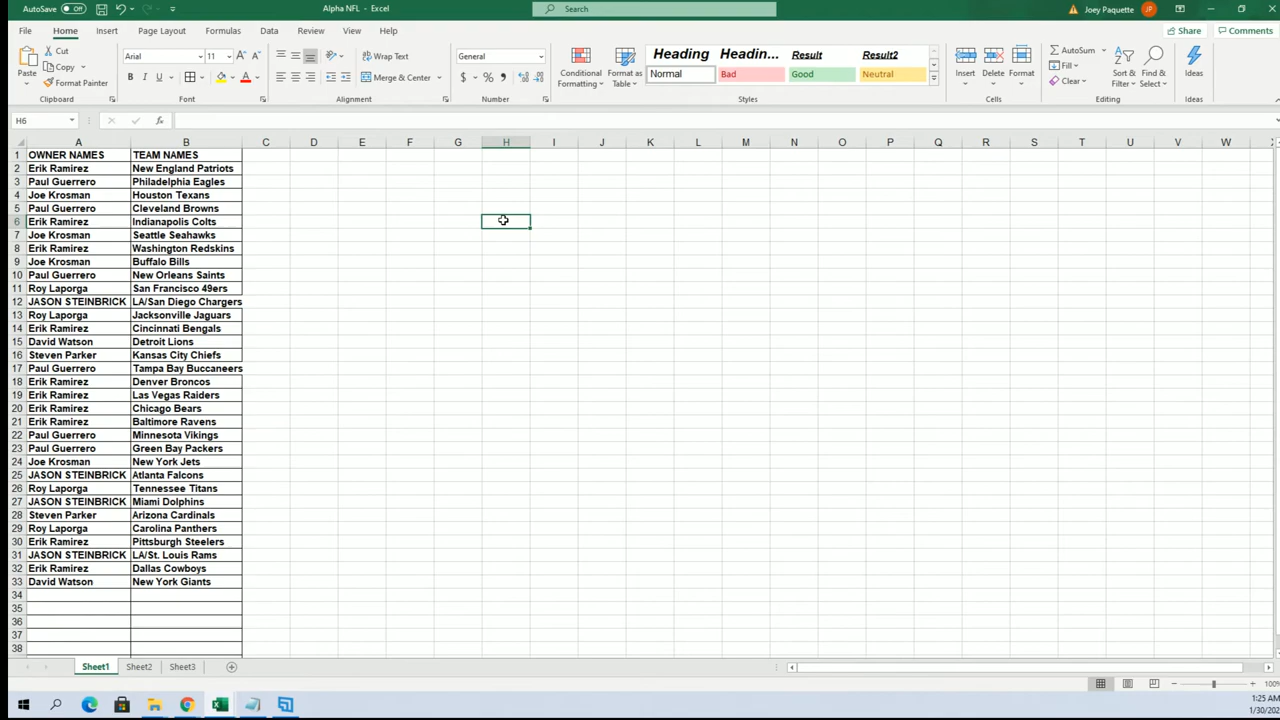 AutoSave Off Alpha NFL - Excel Search Joey Paquette JP
File Home Insert Page Layout Formulas Data Review View Help Share Comments
Paste Cut Copy Format Painter Clipboard
Arial 11 A A B I U A Font
Wrap Text Merge & Center Alignment
General $ % Number
Conditional Formatting Format as Table
Heading Headin... Result Result2
Normal Bad Good Neutral
Styles
Insert Delete Format Cells
AutoSum Fill Clear Sort & Filter Find & Select Editing
Ideas Ideas
H6 fx
A B C D E F G H I J K L M N O P Q R S T U V W
1 OWNER NAMES TEAM NAMES
2 Erik Ramirez New England Patriots
3 Paul Guerrero Philadelphia Eagles
4 Joe Krosman Houston Texans
5 Paul Guerrero Cleveland Browns
6 Erik Ramirez Indianapolis Colts
7 Joe Krosman Seattle Seahawks
8 Erik Ramirez Washington Redskins
9 Joe Krosman Buffalo Bills
10 Paul Guerrero New Orleans Saints
11 Roy Laporga San Francisco 49ers
12 JASON STEINBRICK LA/San Diego Chargers
13 Roy Laporga Jacksonville Jaguars
14 Erik Ramirez Cincinnati Bengals
15 David Watson Detroit Lions
16 Steven Parker Kansas City Chiefs
17 Paul Guerrero Tampa Bay Buccaneers
18 Erik Ramirez Denver Broncos
19 Erik Ramirez Las Vegas Raiders
20 Erik Ramirez Chicago Bears
21 Erik Ramirez Baltimore Ravens
22 Paul Guerrero Minnesota Vikings
23 Paul Guerrero Green Bay Packers
24 Joe Krosman New York Jets
25 JASON STEINBRICK Atlanta Falcons
26 Roy Laporga Tennessee Titans
27 JASON STEINBRICK Miami Dolphins
28 Steven Parker Arizona Cardinals
29 Roy Laporga Carolina Panthers
30 Erik Ramirez Pittsburgh Steelers
31 JASON STEINBRICK LA/St. Louis Rams
32 Erik Ramirez Dallas Cowboys
33 David Watson New York Giants
34
35
36
37
38
Sheet1 Sheet2 Sheet3
100%
1:25 AM
1/30/202